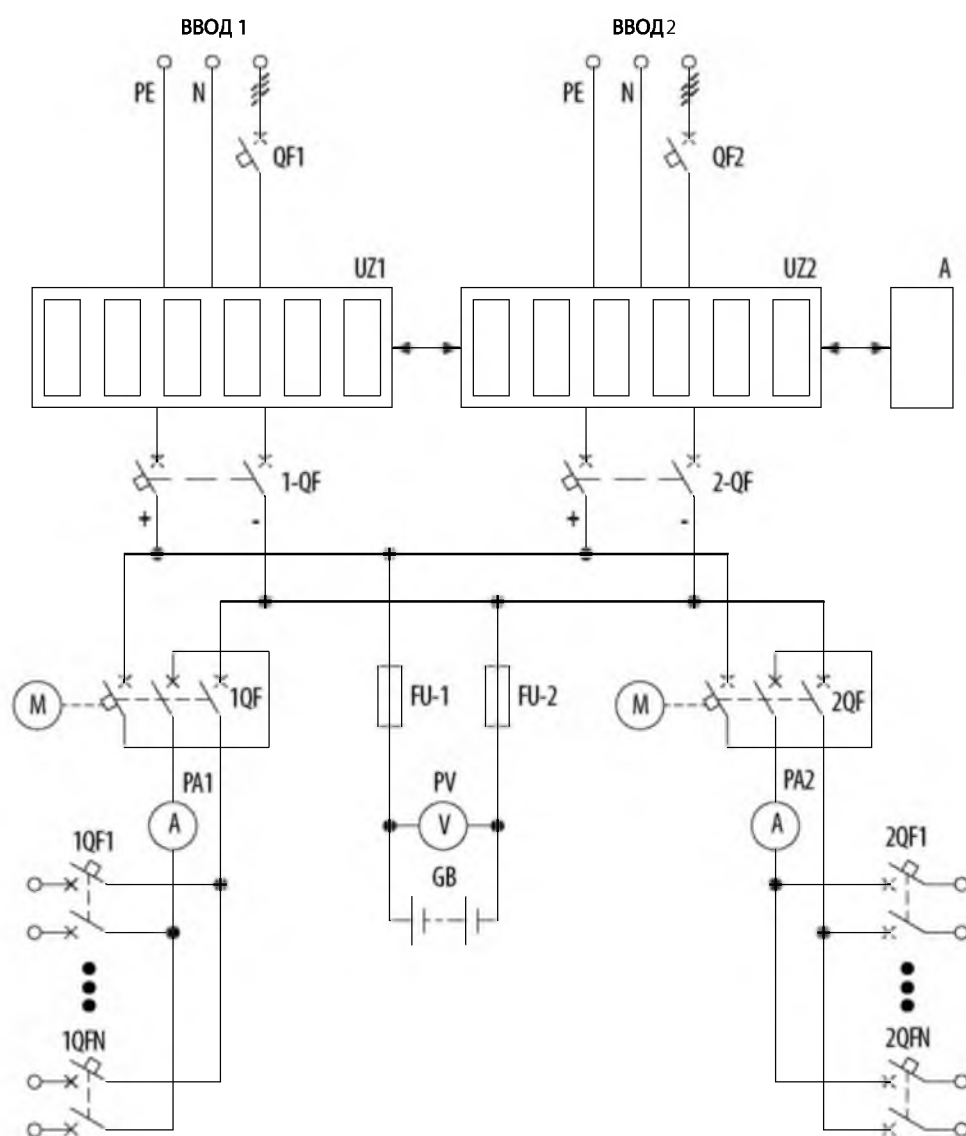 ВВОД 1
ВВОД 2
PE
N
PE
N
QF1
QF2
UZ1
UZ2
A
1-QF
2-QF
+
-
+
-
M
1QF
FU-1
FU-2
M
2QF
PA1
PV
PA2
A
V
A
1QF1
GB
2QF1
1QFN
2QFN